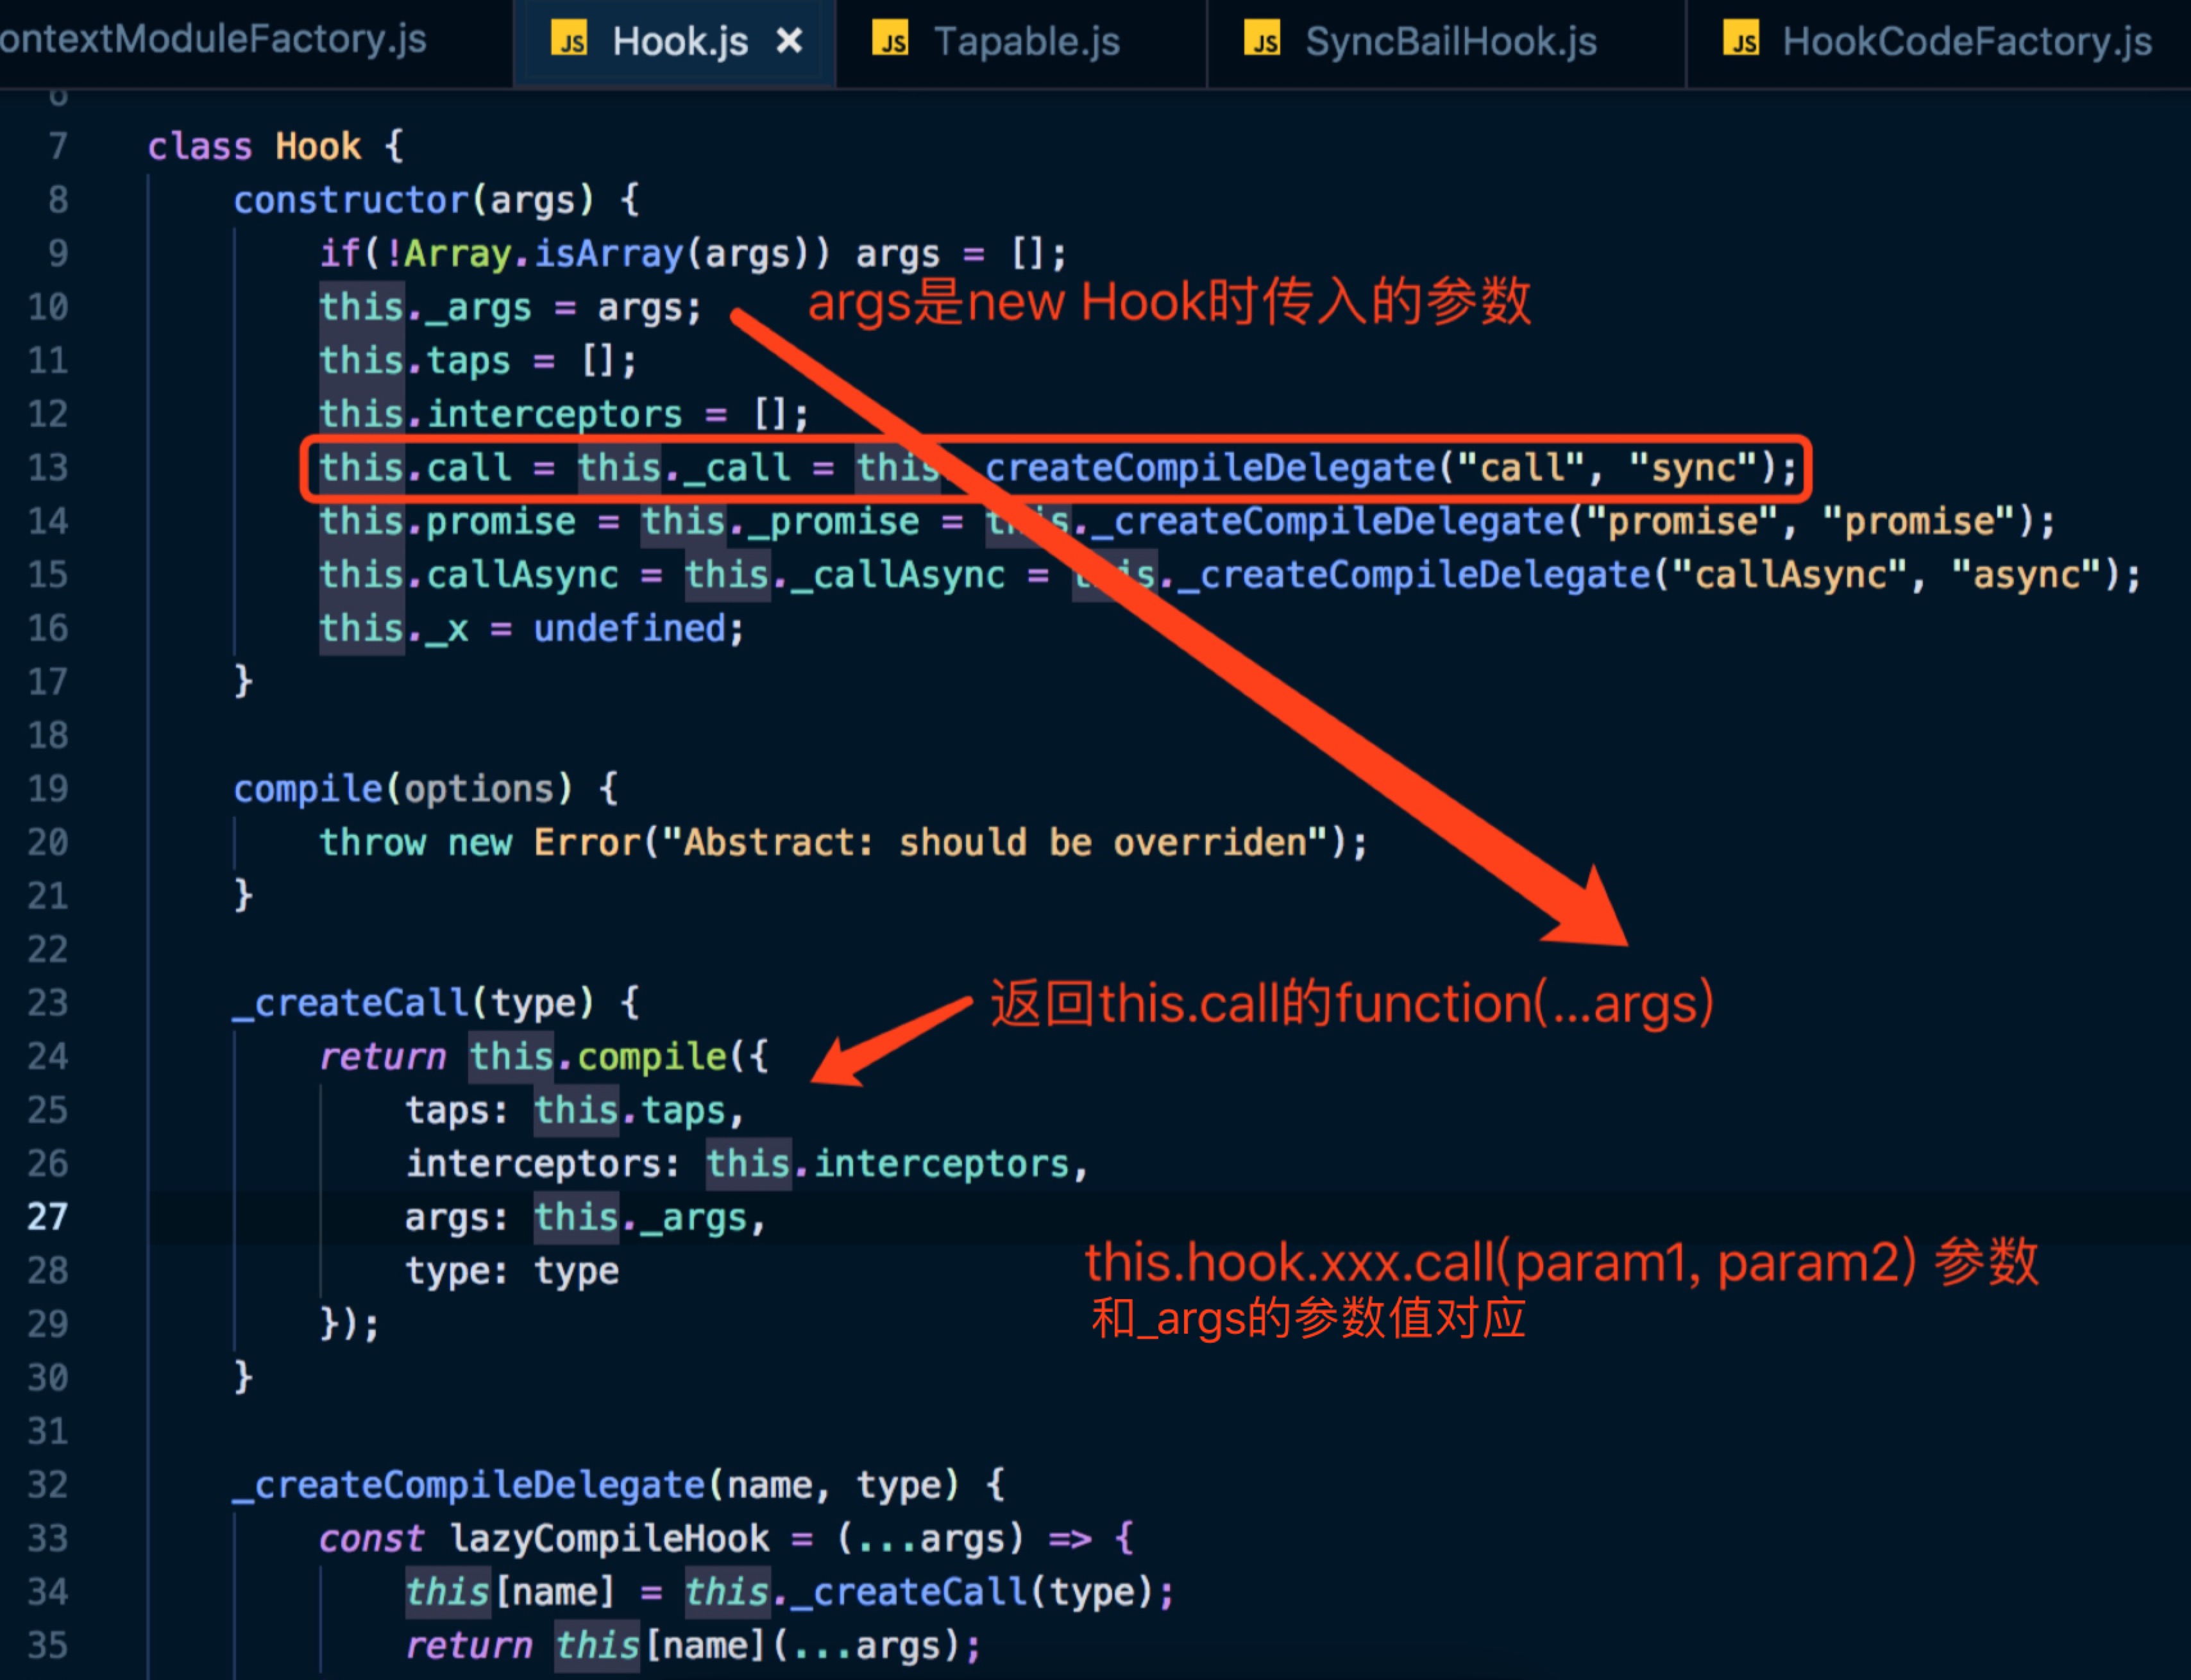 ontextModuleFactory.js
JS Hook.js ×
JS Tapable.js
JS SyncBailHook.js
JS HookCodeFactory.js
6
7 class Hook {
8 constructor(args) {
9 if(!Array.isArray(args)) args = [];
10 this._args = args;
args是new Hook时传入的参数
11 this.taps = [];
12 this.interceptors = [];
13 this.call = this._call = this. createCompileDelegate("call", "sync");
14 this.promise = this._promise = this._createCompileDelegate("promise", "promise");
15 this.callAsync = this._callAsync = this._createCompileDelegate("callAsync", "async");
16 this._x = undefined;
17 }
18
19 compile(options) {
20 throw new Error("Abstract: should be overriden");
21 }
22
23 _createCall(type) {
返回this.call的function(...args)
24 return this.compile({
25 taps: this.taps,
26 interceptors: this.interceptors,
27 args: this._args,
28 type: type
this.hook.xxx.call(param1, param2) 参数
和_args的参数值对应
29 });
30 }
31
32 _createCompileDelegate(name, type) {
33 const lazyCompileHook = (...args) => {
34 this[name] = this._createCall(type);
35 return this[name](...args);